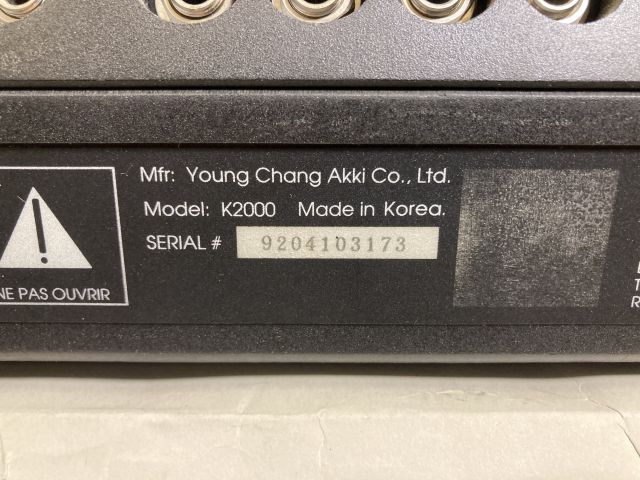 Mfr: Young Chang Akki Co., Ltd.
Model: K2000 Made in Korea.
SERIAL # 9204103173
NE PAS OUVRIR